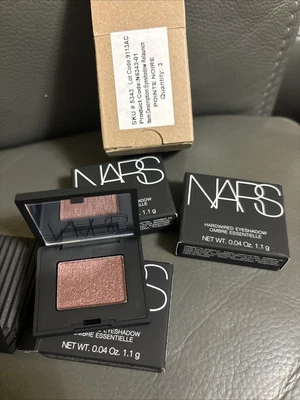 SKU # 5343 Lot Code:9113AC
Product Code:N5343-01
Item Description:Eyeshadow Relaunch
POINTE NOIRE
Quantity: 3
NARS
NARS
HARDWIRED EYESHADOW
OMBRE ESSENTIELLE
NET WT. 0.04 Oz. 1.1 g
NARS
EYESHADOW
ESSENTIELLE
NET WT. 0.04 Oz. 1.1 g